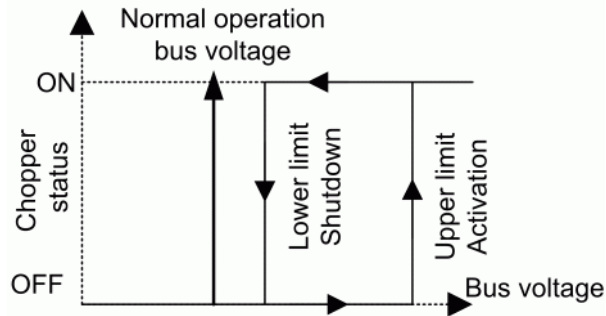 Normal operation
bus voltage
ON
Chopper
status
Lower limit
Shutdown
Upper limit
Activation
OFF
Bus voltage